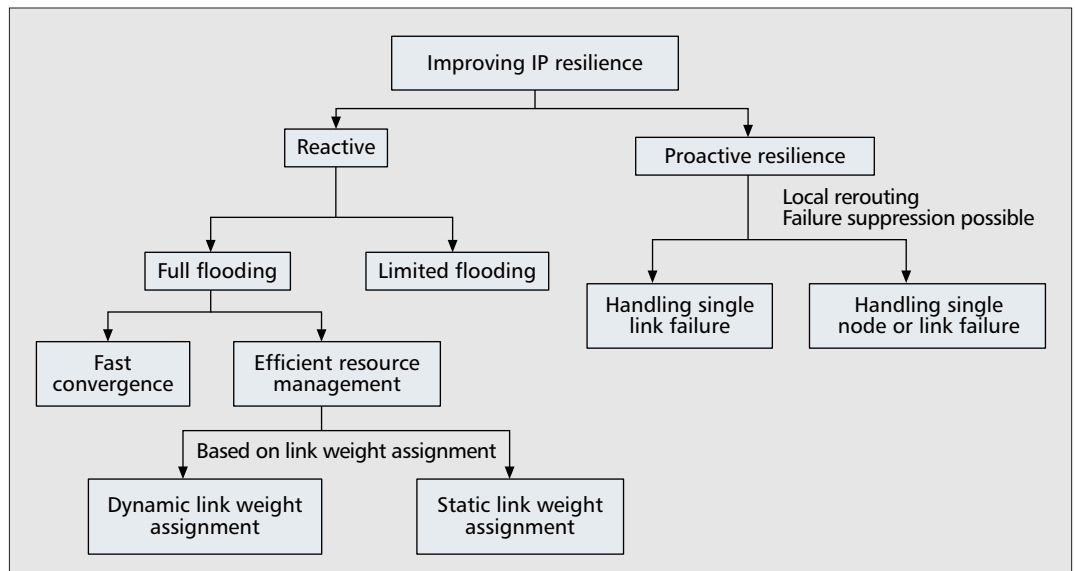 Improving IP resilience
Reactive
Proactive resilience
Local rerouting
Failure suppression possible
Full flooding
Limited flooding
Handling single
link failure
Handling single
node or link failure
Fast
convergence
Efficient resource
management
Based on link weight assignment
Dynamic link weight
assignment
Static link weight
assignment